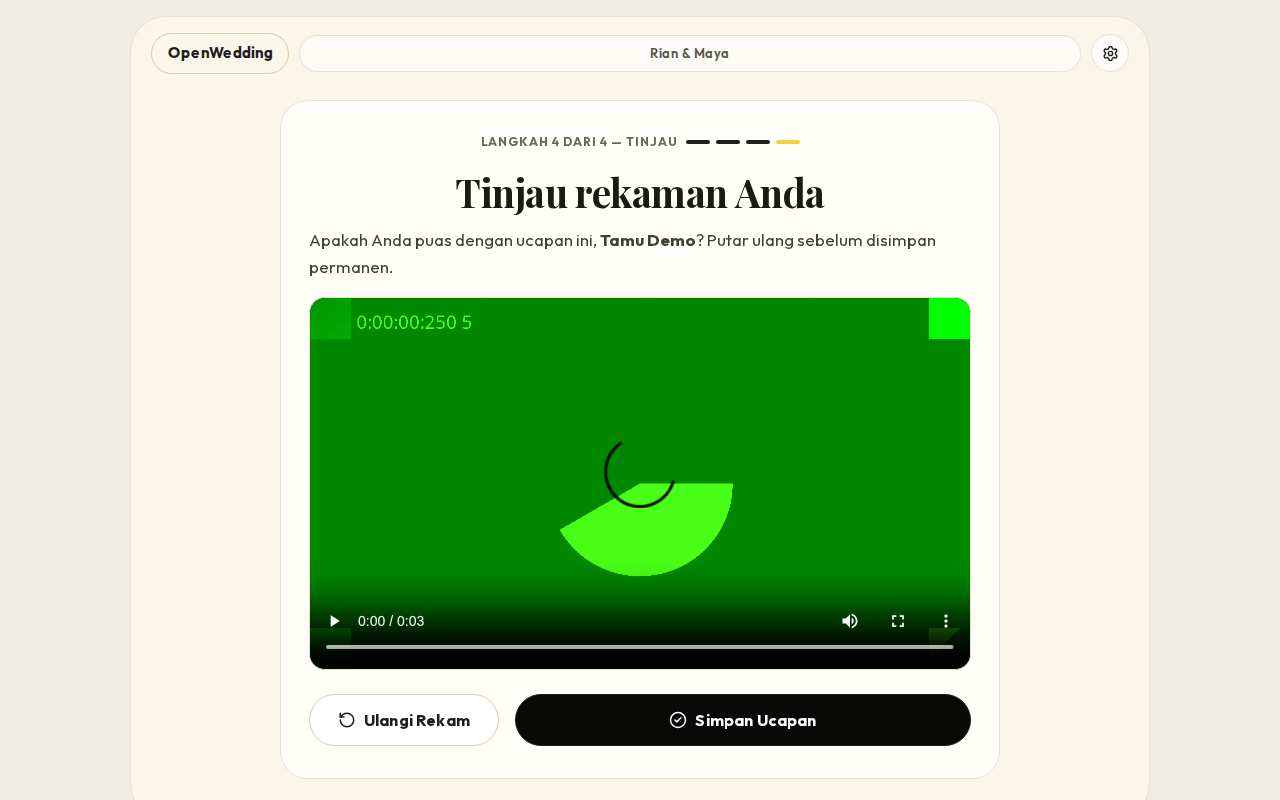 OpenWedding
Rian & Maya
LANGKAH 4 DARI 4 — TINJAU
Tinjau rekaman Anda
Apakah Anda puas dengan ucapan ini, Tamu Demo? Putar ulang sebelum disimpan
permanen.
0:00:00:250 5
0:00 / 0:03
Ulangi Rekam
Simpan Ucapan